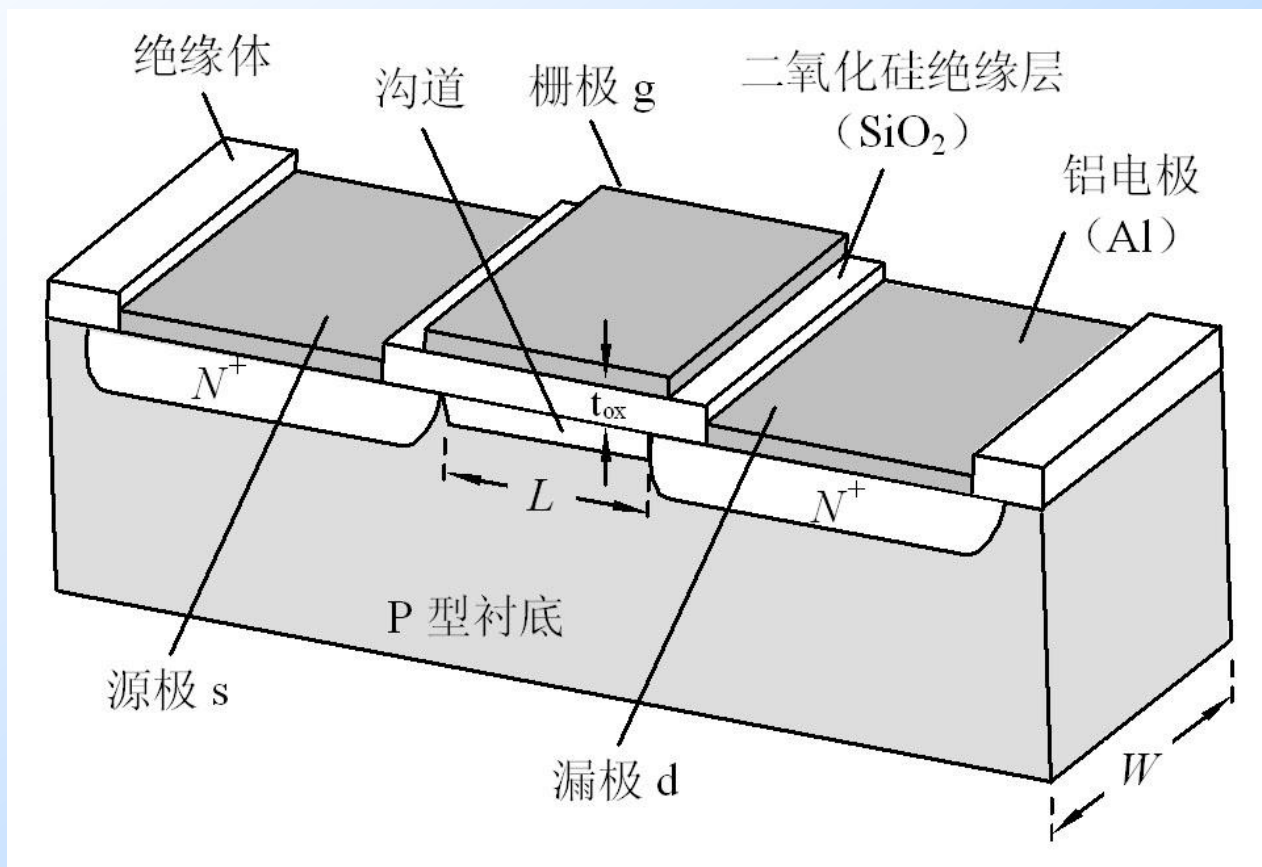 绝缘体
沟道
栅极 g
二氧化硅绝缘层
（SiO₂）
铝电极
（Al）
N⁺
tox
L
N⁺
P 型衬底
源极 s
漏极 d
W